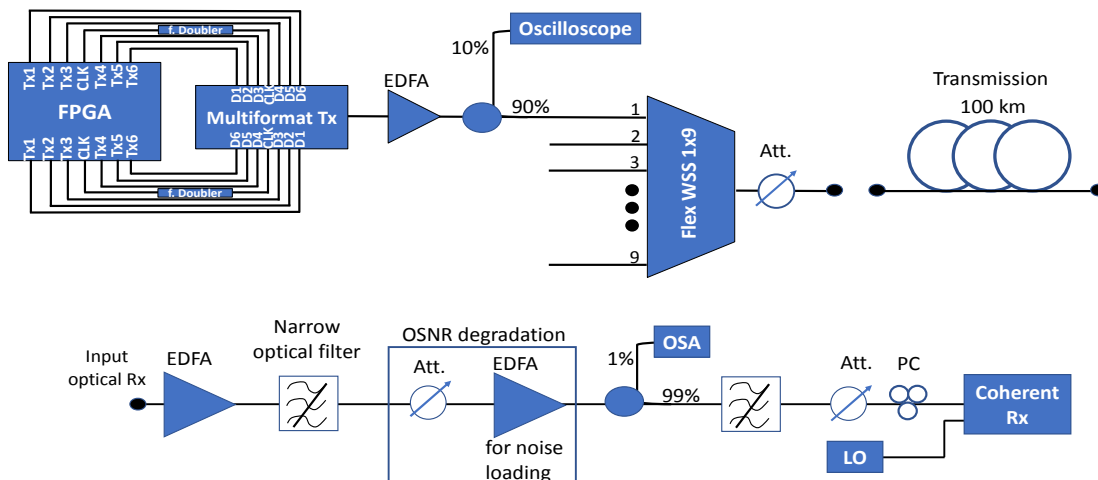 f. Doubler
Tx1 Tx2 Tx3 CLK Tx4 Tx5 Tx6
FPGA
Tx1 Tx2 Tx3 CLK Tx4 Tx5 Tx6
D1 D2 D3 CLK D4 D5 D6
Multiformat Tx
D6 D5 D4 CLK D3 D2 D1
f. Doubler
EDFA
10%
Oscilloscope
90%
1
2
3
9
Flex WSS 1x9
Att.
Transmission
100 km
Input
optical Rx
EDFA
Narrow
optical filter
OSNR degradation
Att.
EDFA
for noise
loading
1%
OSA
99%
Att.
PC
LO
Coherent
Rx